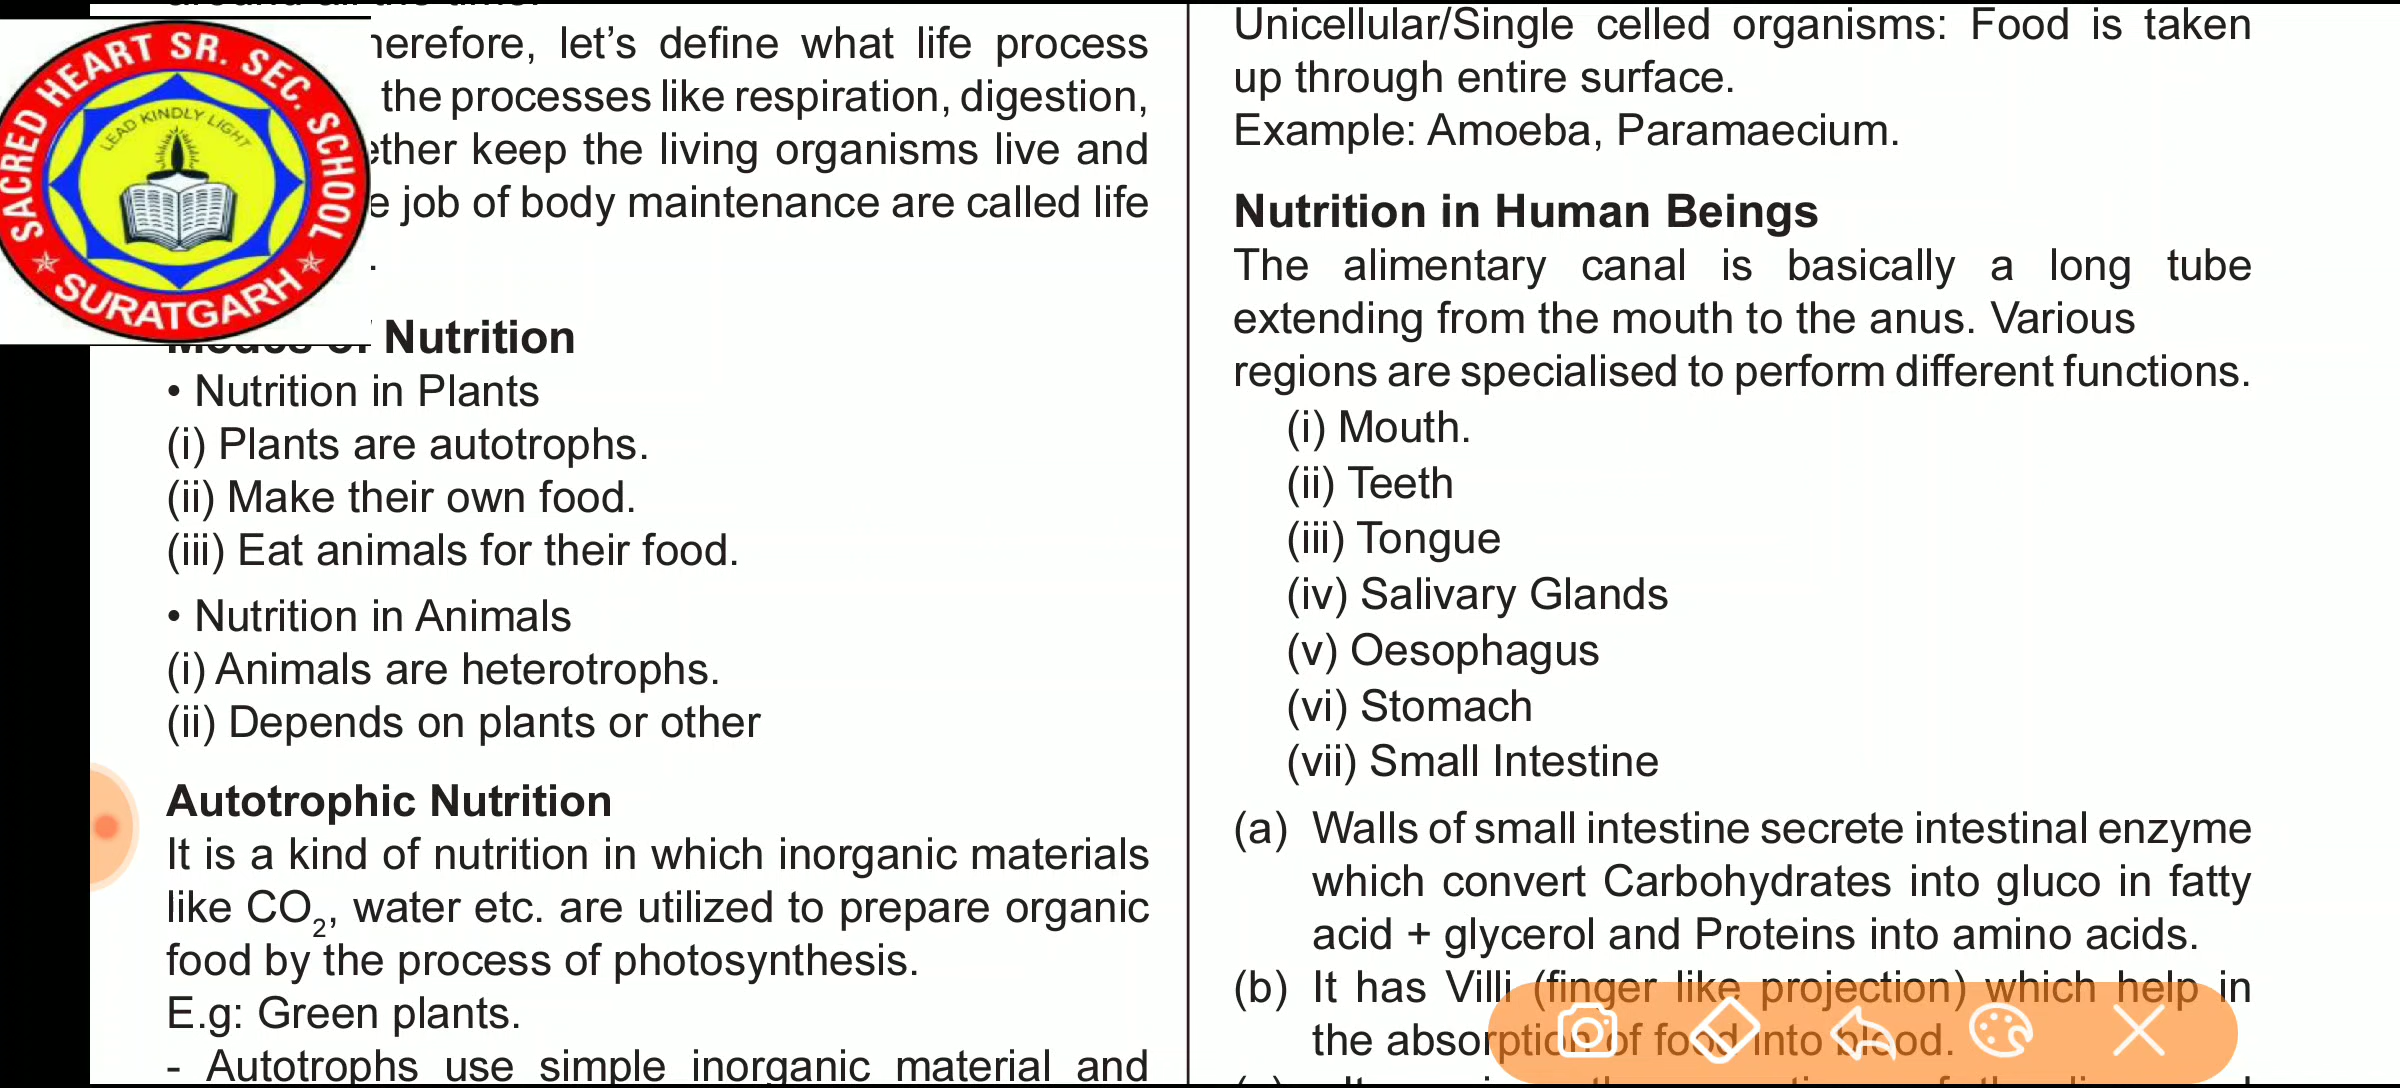 SACRED HEART SR. SEC. SCHOOL
LEAD KINDLY LIGHT
SURATGARH
let’s define what life process
the processes like respiration, digestion,
keep the living organisms live and
job of body maintenance are called life
.
Nutrition
• Nutrition in Plants
(i) Plants are autotrophs.
(ii) Make their own food.
(iii) Eat animals for their food.
• Nutrition in Animals
(i) Animals are heterotrophs.
(ii) Depends on plants or other
Autotrophic Nutrition
It is a kind of nutrition in which inorganic materials
like CO₂, water etc. are utilized to prepare organic
food by the process of photosynthesis.
E.g: Green plants.
- Autotrophs use simple inorganic material and
Unicellular/Single celled organisms: Food is taken
up through entire surface.
Example: Amoeba, Paramaecium.
Nutrition in Human Beings
The alimentary canal is basically a long tube
extending from the mouth to the anus. Various
regions are specialised to perform different functions.
(i) Mouth.
(ii) Teeth
(iii) Tongue
(iv) Salivary Glands
(v) Oesophagus
(vi) Stomach
(vii) Small Intestine
(a) Walls of small intestine secrete intestinal enzyme
which convert Carbohydrates into gluco in fatty
acid + glycerol and Proteins into amino acids.
(b) It has Villi (finger like projection) which help in
the absorption of food into blood.